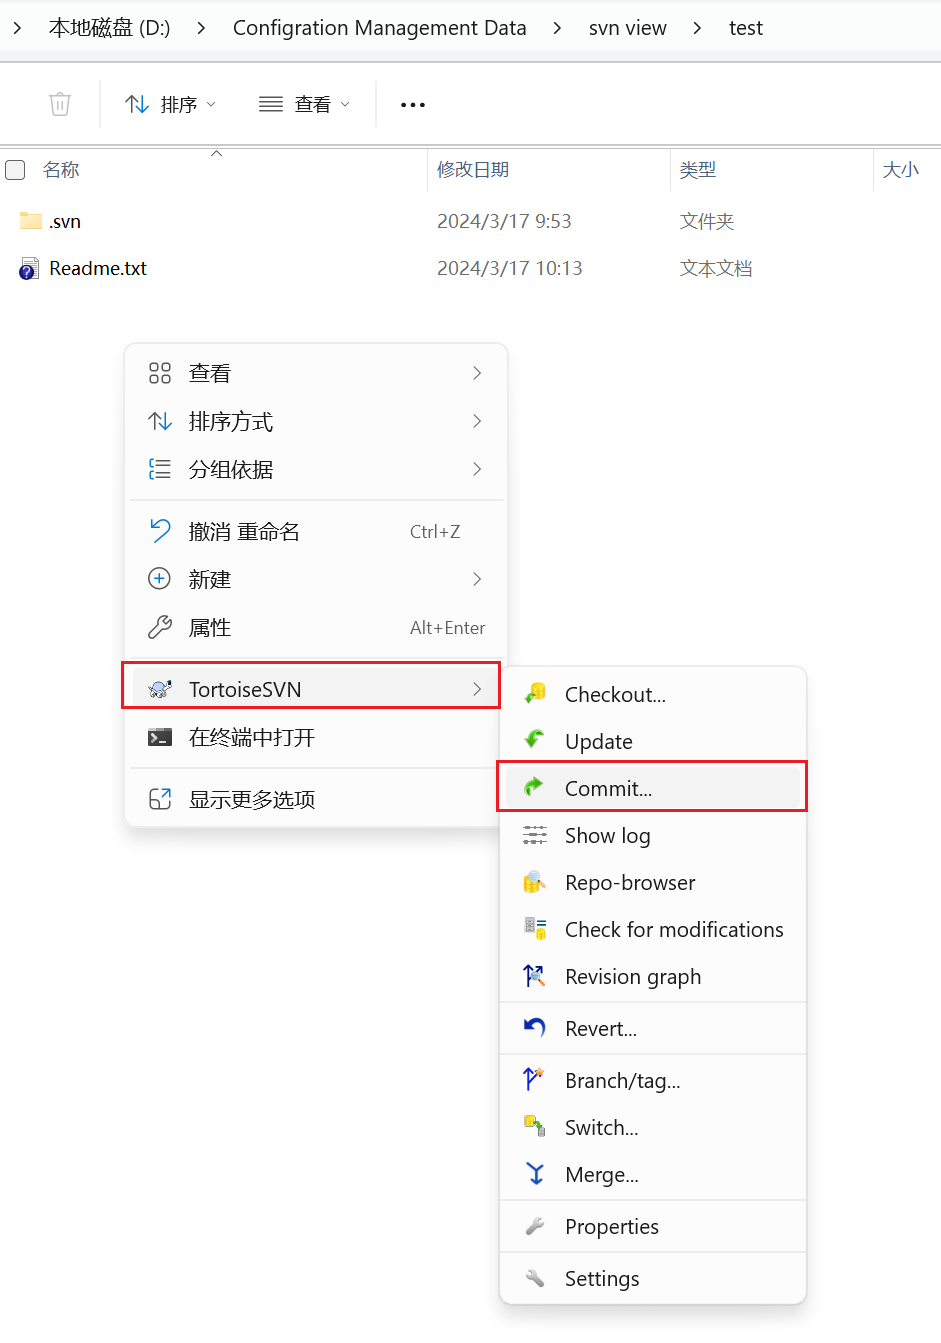 本地磁盘 (D:) > Configration Management Data > svn view > test
排序 查看 •••
名称 修改日期 类型 大小
.svn 2024/3/17 9:53 文件夹
Readme.txt 2024/3/17 10:13 文本文档
查看
排序方式
分组依据
撤消 重命名 Ctrl+Z
新建
属性 Alt+Enter
TortoiseSVN
在终端中打开
显示更多选项
Checkout...
Update
Commit...
Show log
Repo-browser
Check for modifications
Revision graph
Revert...
Branch/tag...
Switch...
Merge...
Properties
Settings